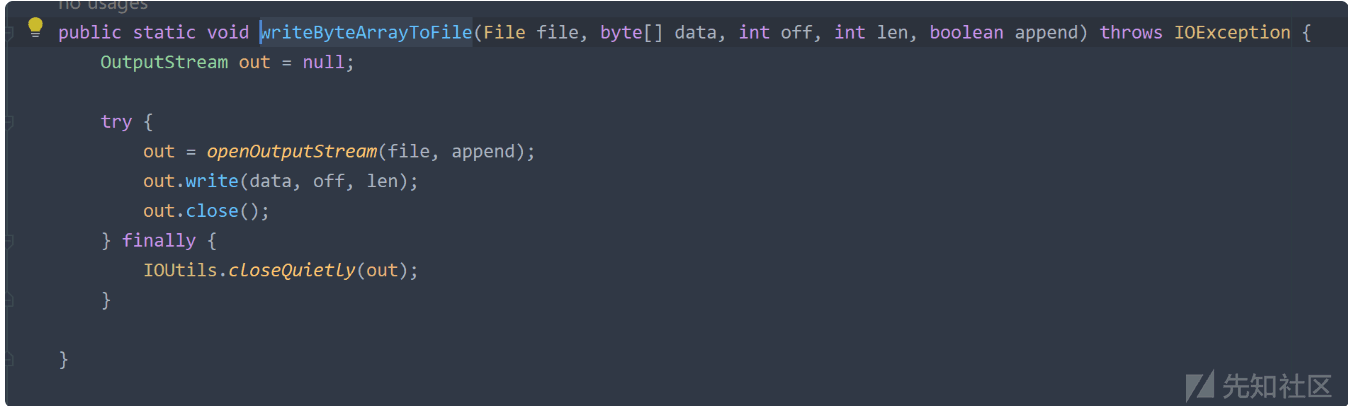 no usages
public static void writeByteArrayToFile(File file, byte[] data, int off, int len, boolean append) throws IOException {
    OutputStream out = null;

    try {
        out = openOutputStream(file, append);
        out.write(data, off, len);
        out.close();
    } finally {
        IOUtils.closeQuietly(out);
    }

}
先知社区